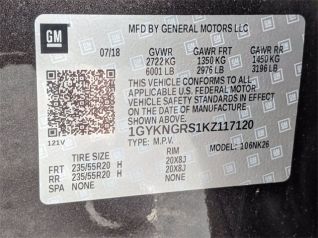 GM
MFD BY GENERAL MOTORS LLC
07/18 GVWR GAWR FRT GAWR RR
2722 KG 1350 KG 1450 KG
6001 LB 2976 LB 3196 LB
THIS VEHICLE CONFORMS TO ALL
APPLICABLE U.S. FEDERAL VEHICLE
SAFETY AND THEFT PREVENTION
STANDARDS IN EFFECT ON THE DATE OF
MANUFACTURE SHOWN ABOVE.
1GYKNGRS1KZ117120
TYPE: M.P.V. MODEL: 106NK26
121V
TIRE SIZE RIM
FRT 235/55R20 H 20X8J
RR 235/55R20 H 20X8J
SPA NONE NONE